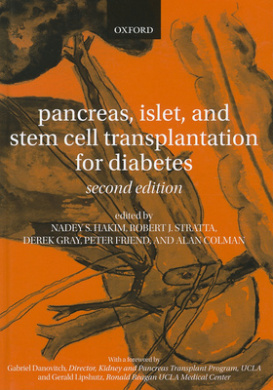 OXFORD
pancreas, islet, and
stem cell transplantation
for diabetes
second edition
edited by
NADEY S. HAKIM, ROBERT J. STRATTA,
DEREK GRAY, PETER FRIEND, AND ALAN COLMAN
With a foreword by
Gabriel Danovitch, Director, Kidney and Pancreas Transplant Program, UCLA
and Gerald Lipshutz, Ronald Reagan UCLA Medical Center